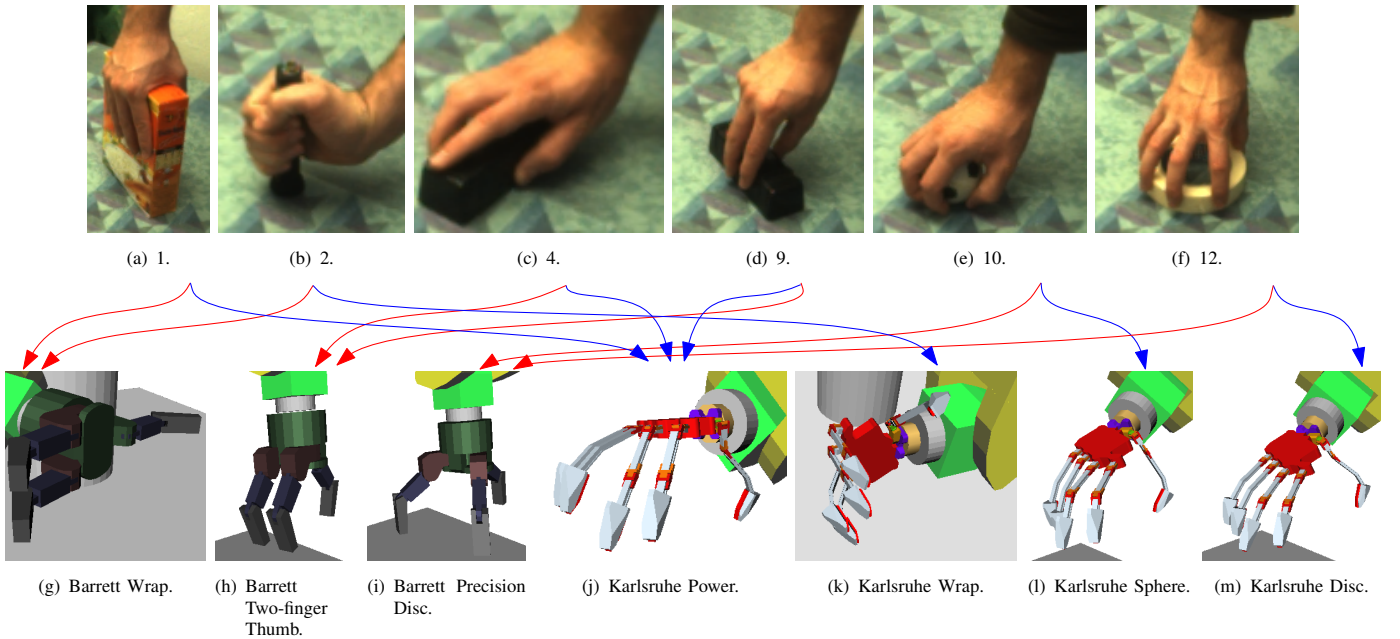 (a) 1.
(b) 2.
(c) 4.
(d) 9.
(e) 10.
(f) 12.
(g) Barrett Wrap.
(h) Barrett
Two-finger
Thumb.
(i) Barrett Precision
Disc.
(j) Karlsruhe Power.
(k) Karlsruhe Wrap.
(l) Karlsruhe Sphere.
(m) Karlsruhe Disc.